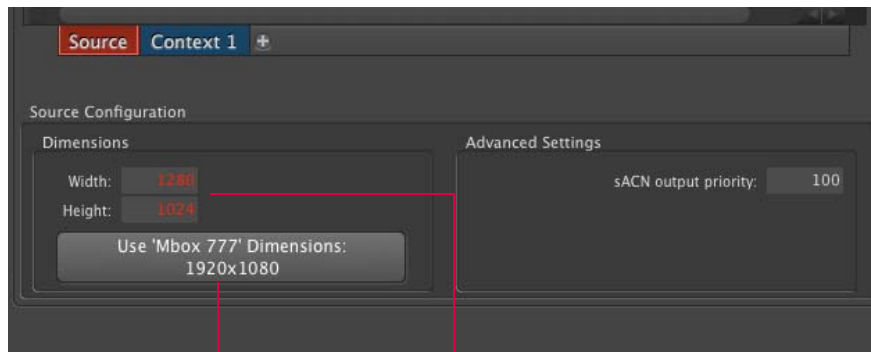 Source Context 1 +
Source Configuration
Dimensions
Width: 1280
Height: 1024
Use 'Mbox 777' Dimensions:
1920x1080
Advanced Settings
sACN output priority: 100